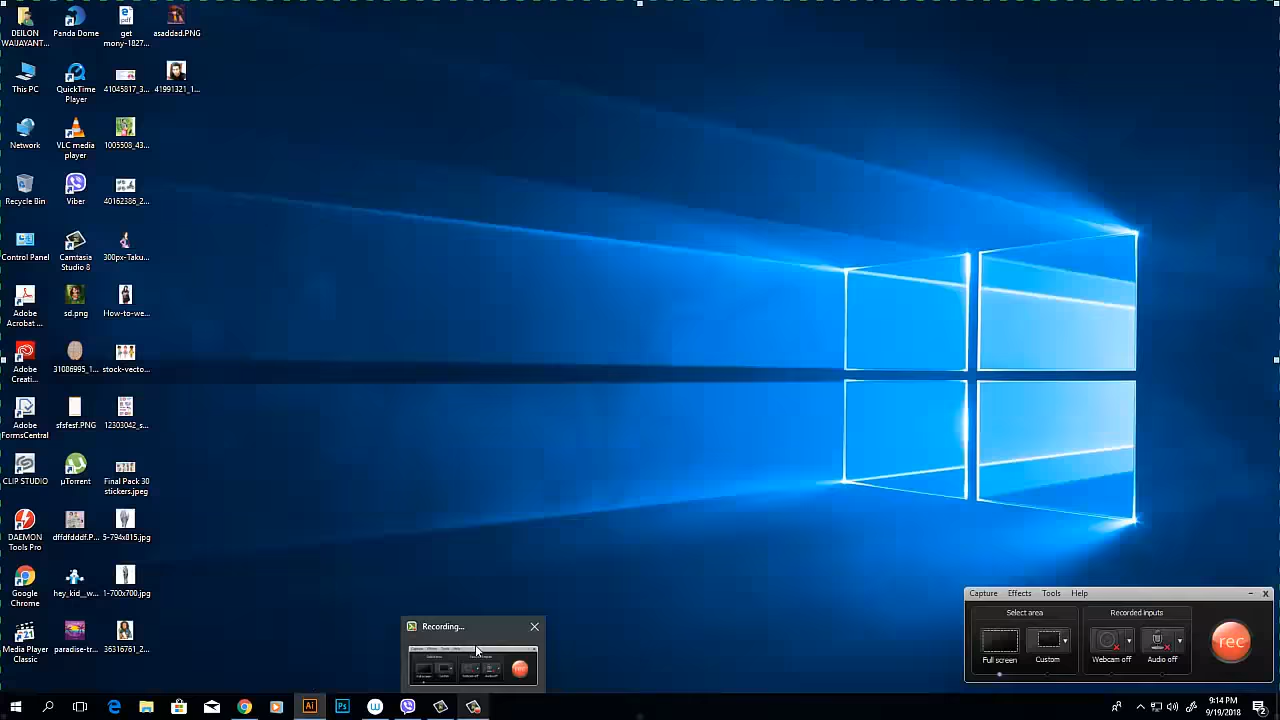 DEILON
WAIJAYANT...
Panda Dome
get
mony-1827...
asaddad.PNG
This PC
QuickTime
Player
41045817_3...
41991321_1...
Network
VLC media
player
1005508_43...
Recycle Bin
Viber
40162386_2...
Control Panel
Camtasia
Studio 8
300px-Taku...
Adobe
Acrobat ...
sd.png
How-to-we...
Adobe
Creati...
31086995_1...
stock-vecto...
Adobe
FormsCentral
sfsfesf.PNG
12303042_s...
CLIP STUDIO
µTorrent
Final Pack 30
stickers.jpeg
DAEMON
Tools Pro
dffdfdddf.P...
5-794x815.jpg
Google
Chrome
hey_kid__w...
1-700x700.jpg
Media Player
Classic
paradise-tr...
36316761_2...
Recording...
Capture Effects Tools Help
Select area
Recorded inputs
Full screen
Custom
Webcam off
Audio off
rec
9:14 PM
9/19/2018